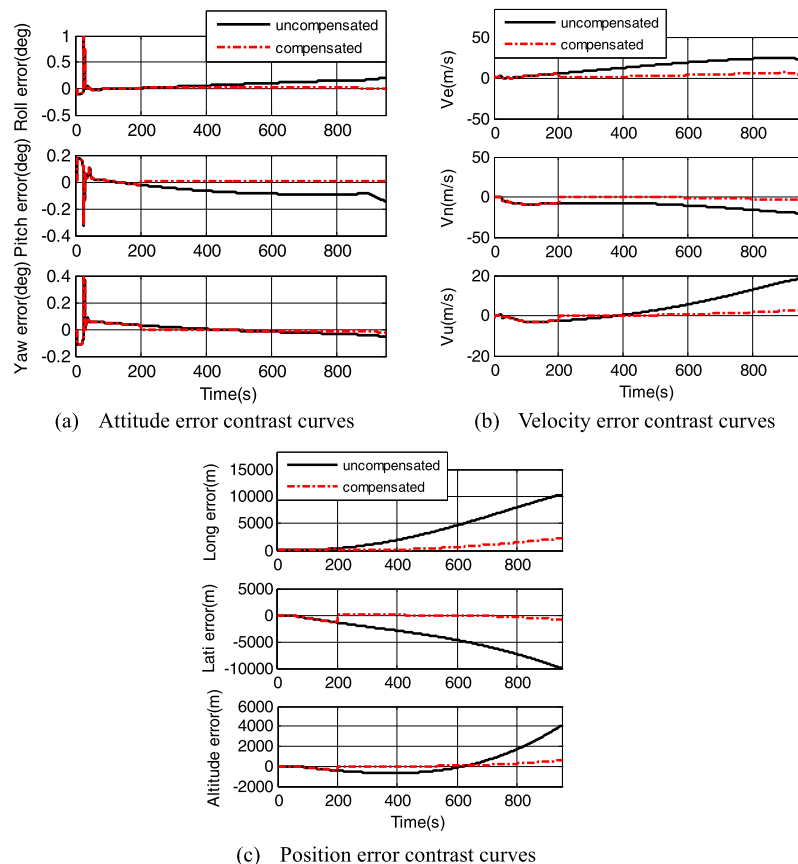 uncompensated
compensated
Roll error(deg)
1
0.5
0
-0.5
0 200 400 600 800
Pitch error(deg)
0.2
0
-0.2
-0.4
0 200 400 600 800
Yaw error(deg)
0.4
0.2
0
-0.2
0 200 400 600 800
Time(s)
(a) Attitude error contrast curves
uncompensated
compensated
Ve(m/s)
50
0
-50
0 200 400 600 800
Vn(m/s)
50
0
-50
0 200 400 600 800
Vu(m/s)
20
0
-20
0 200 400 600 800
Time(s)
(b) Velocity error contrast curves
uncompensated
compensated
Long error(m)
15000
10000
5000
0
0 200 400 600 800
Lati error(m)
5000
0
-5000
-10000
0 200 400 600 800
Altitude error(m)
6000
4000
2000
0
-2000
0 200 400 600 800
Time(s)
(c) Position error contrast curves